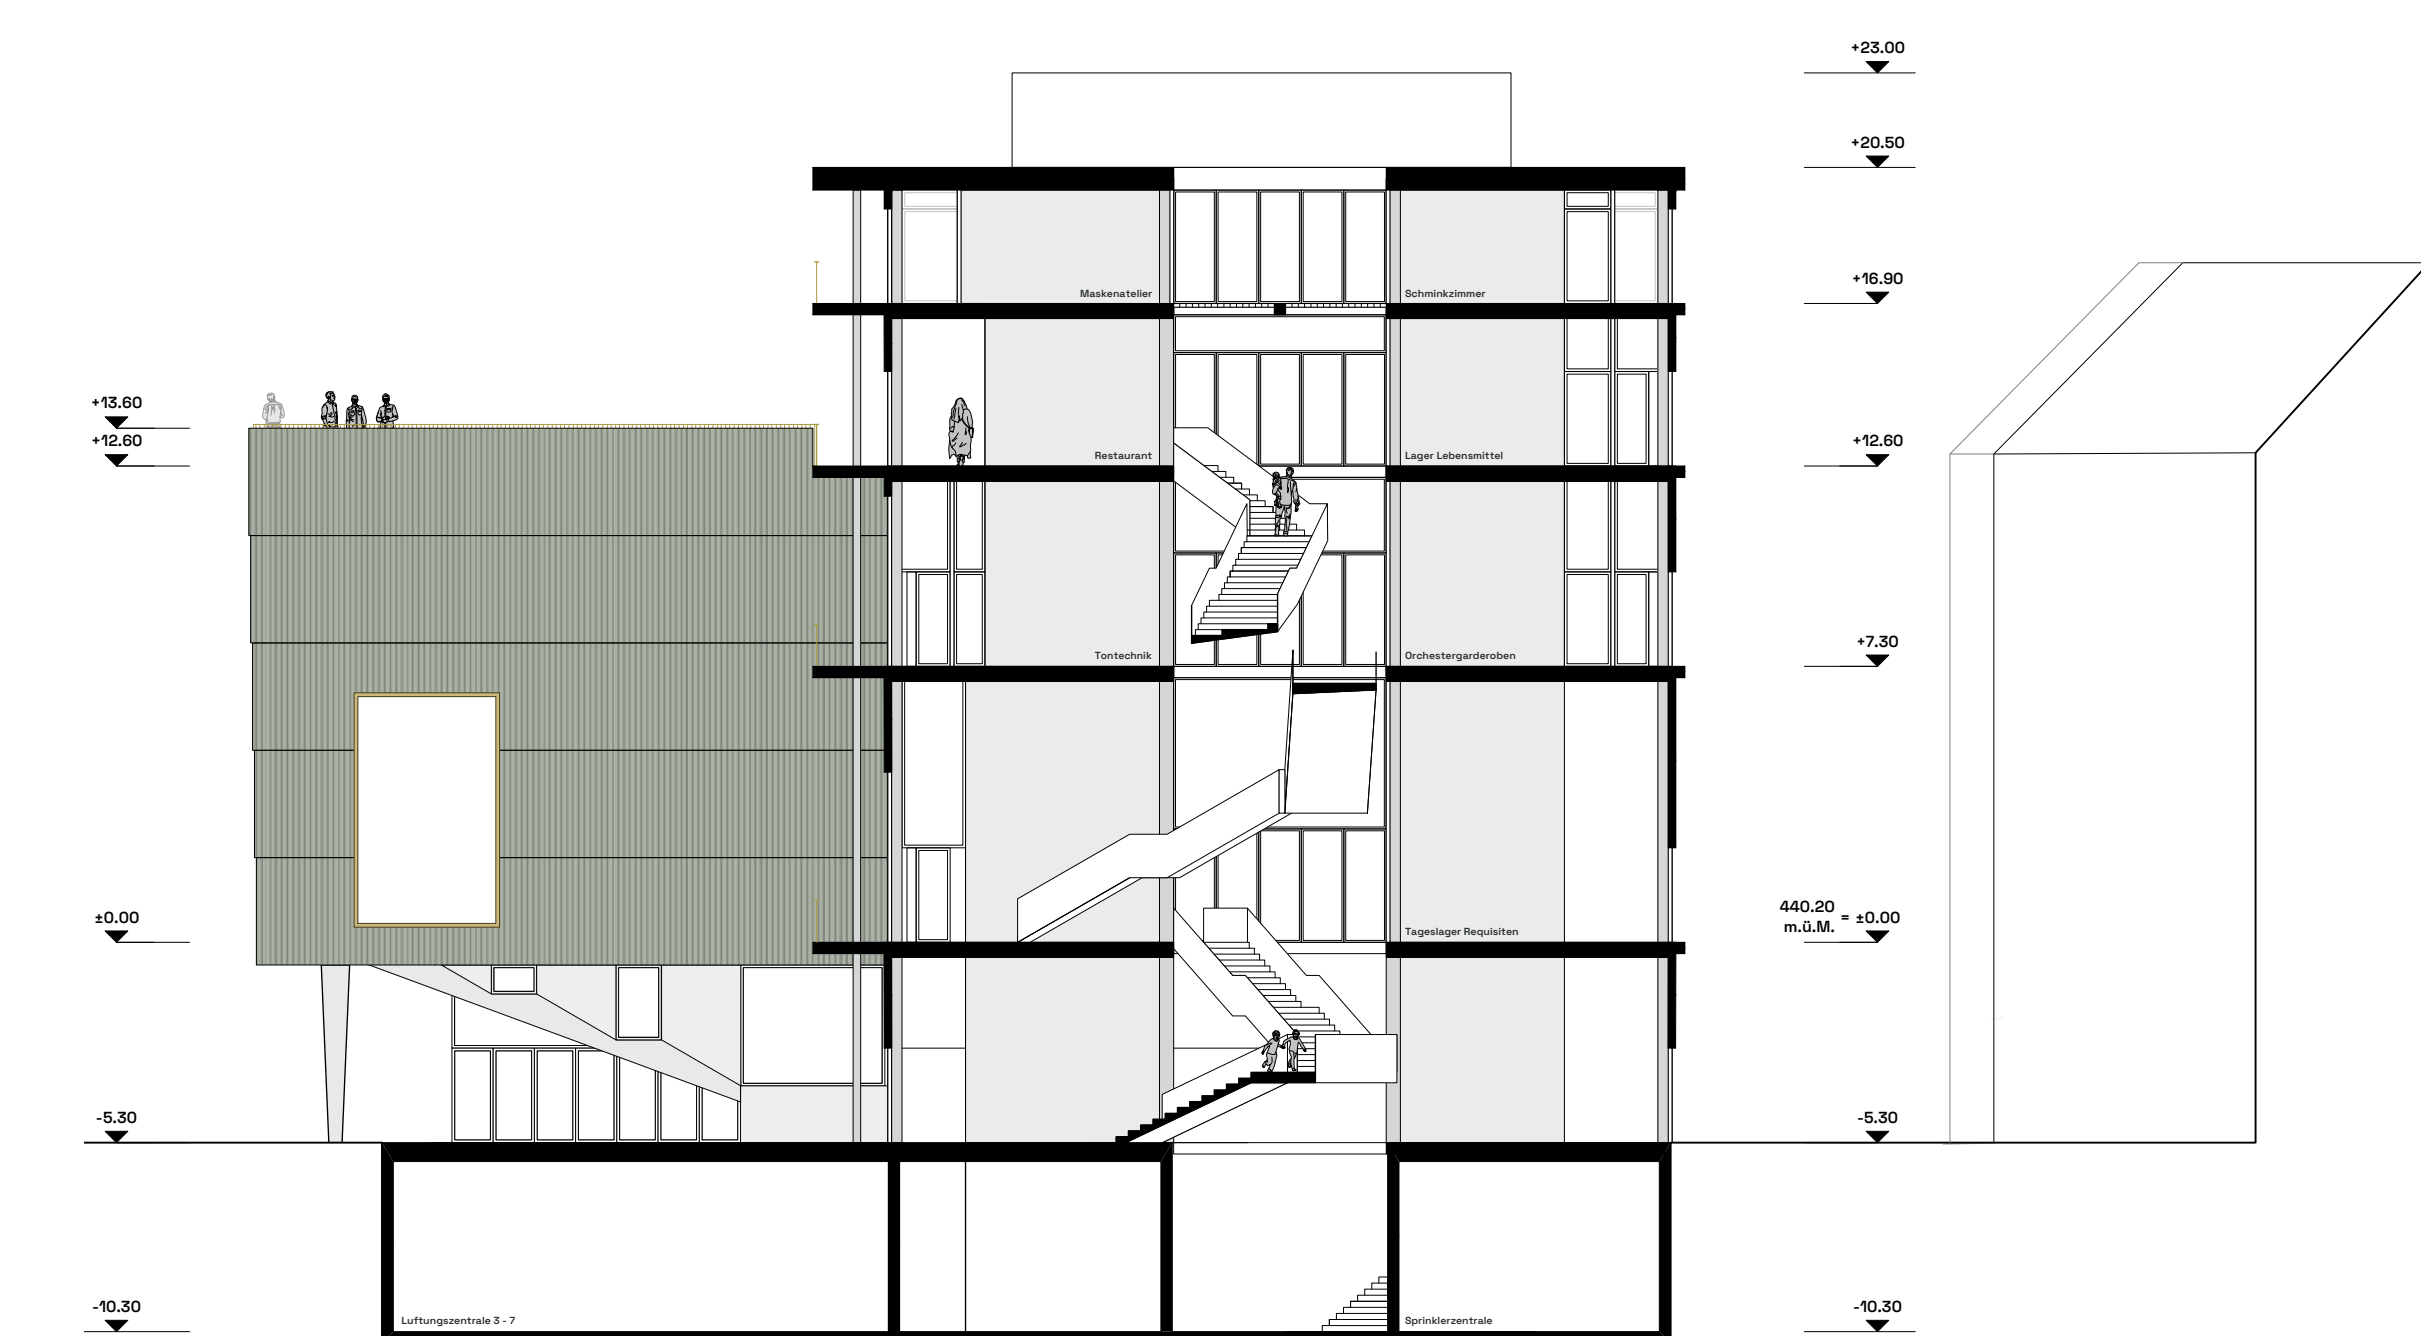 +23.00
+20.50
Maskenatelier
Schminkzimmer
+16.90
+13.60
+12.60
Restaurant
Lager Lebensmittel
+12.60
Tontechnik
Orchestergarderoben
+7.30
±0.00
Tageslager Requisiten
440.20
m.ü.M. = ±0.00
-5.30
-5.30
-10.30
Luftungszentrale 3 - 7
Sprinklerzentrale
-10.30